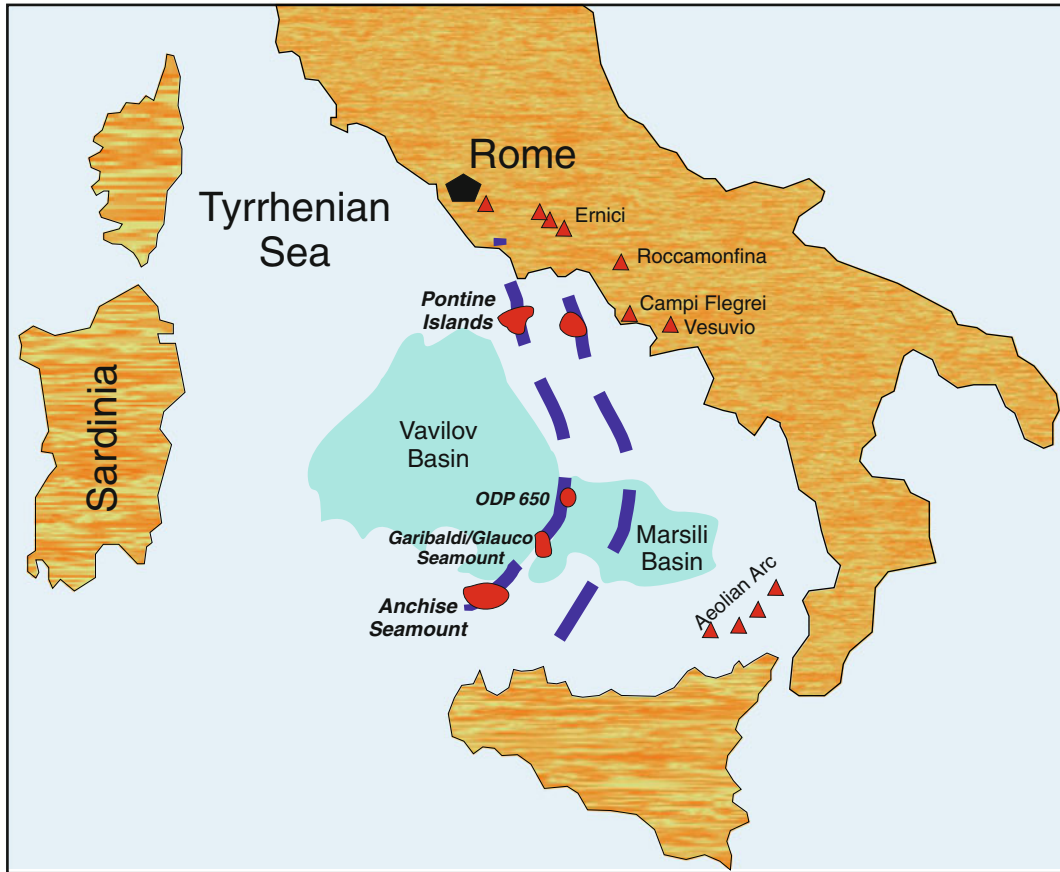 Rome
Tyrrhenian
Sea
Ernici
Roccamonfina
Pontine
Islands
Campi Flegrei
Vesuvio
Sardinia
Vavilov
Basin
ODP 650
Garibaldi/Glauco
Seamount
Marsili
Basin
Anchise
Seamount
Aeolian Arc